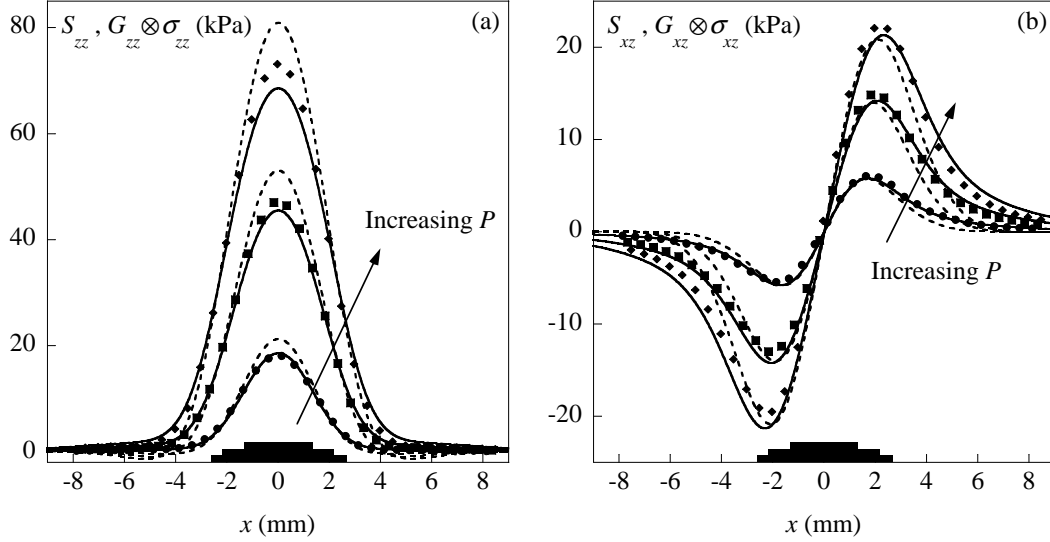 S_zz , G_zz ⊗ σ_zz (kPa)
(a)
80
60
40
20
0
Increasing P
-8 -6 -4 -2 0 2 4 6 8
x (mm)
S_xz , G_xz ⊗ σ_xz (kPa)
(b)
20
10
0
-10
-20
Increasing P
-8 -6 -4 -2 0 2 4 6 8
x (mm)